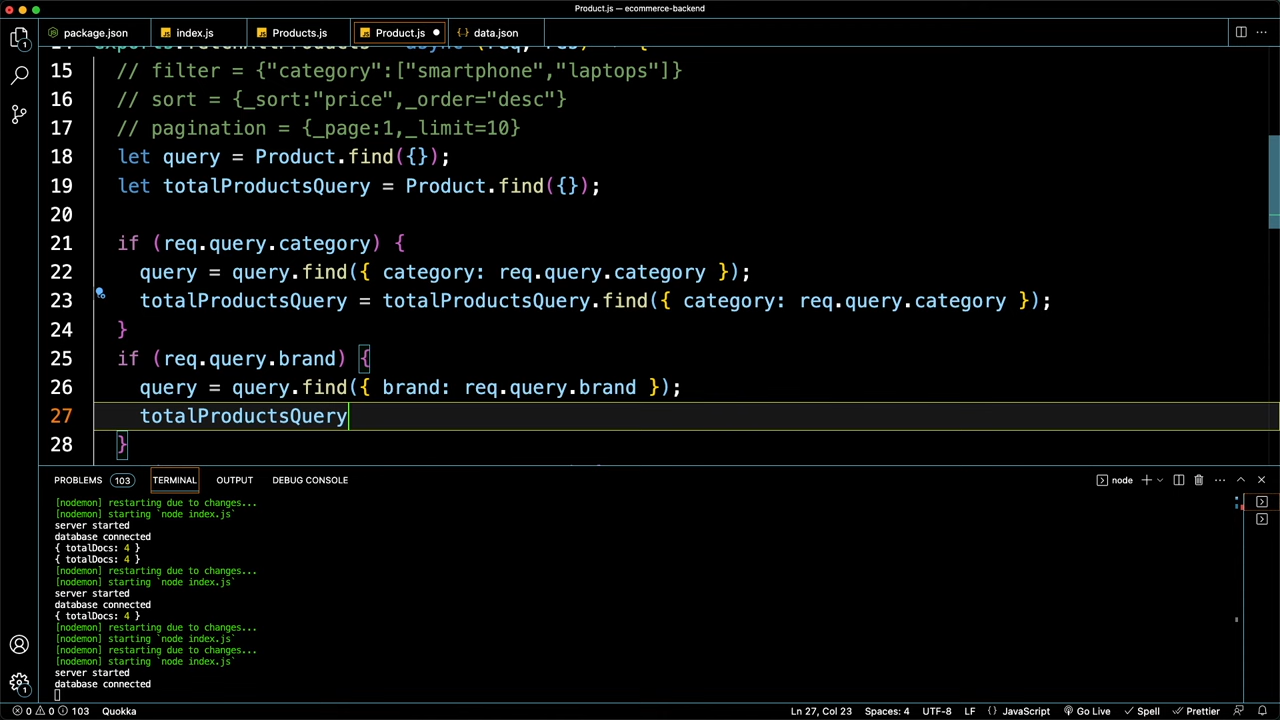 Product.js — ecommerce-backend
package.json index.js Products.js Product.js data.json
15 // filter = {"category":["smartphone","laptops"]}
16 // sort = {_sort:"price",_order="desc"}
17 // pagination = {_page:1,_limit=10}
18 let query = Product.find({});
19 let totalProductsQuery = Product.find({});
20
21 if (req.query.category) {
22 query = query.find({ category: req.query.category });
23 totalProductsQuery = totalProductsQuery.find({ category: req.query.category });
24 }
25 if (req.query.brand) {
26 query = query.find({ brand: req.query.brand });
27 totalProductsQuery
28 }
PROBLEMS 103 TERMINAL OUTPUT DEBUG CONSOLE node
[nodemon] restarting due to changes...
[nodemon] starting `node index.js`
server started
database connected
{ totalDocs: 4 }
{ totalDocs: 4 }
[nodemon] restarting due to changes...
[nodemon] starting `node index.js`
server started
database connected
{ totalDocs: 4 }
[nodemon] restarting due to changes...
[nodemon] starting `node index.js`
[nodemon] restarting due to changes...
[nodemon] starting `node index.js`
server started
database connected
0 0 103 Quokka Ln 27, Col 23 Spaces: 4 UTF-8 LF {} JavaScript Go Live Spell Prettier